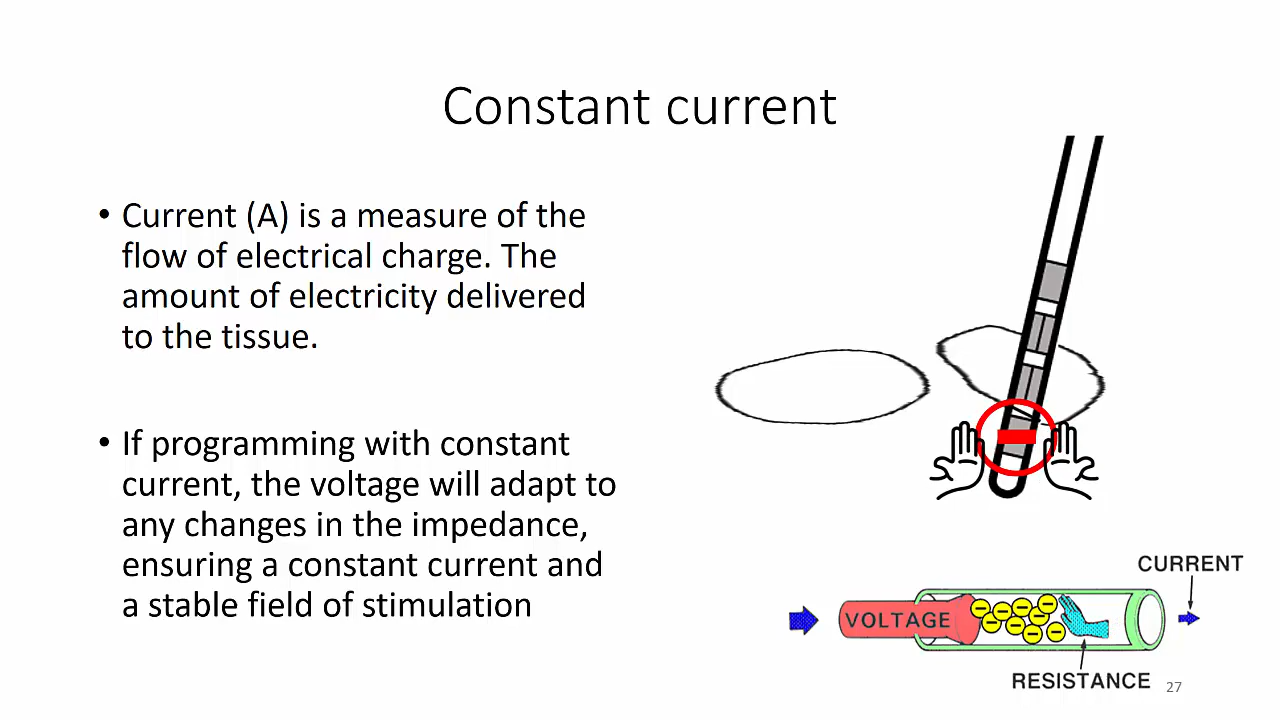 Constant current
• Current (A) is a measure of the
flow of electrical charge. The
amount of electricity delivered
to the tissue.
• If programming with constant
current, the voltage will adapt to
any changes in the impedance,
ensuring a constant current and
a stable field of stimulation
CURRENT
VOLTAGE
RESISTANCE
27